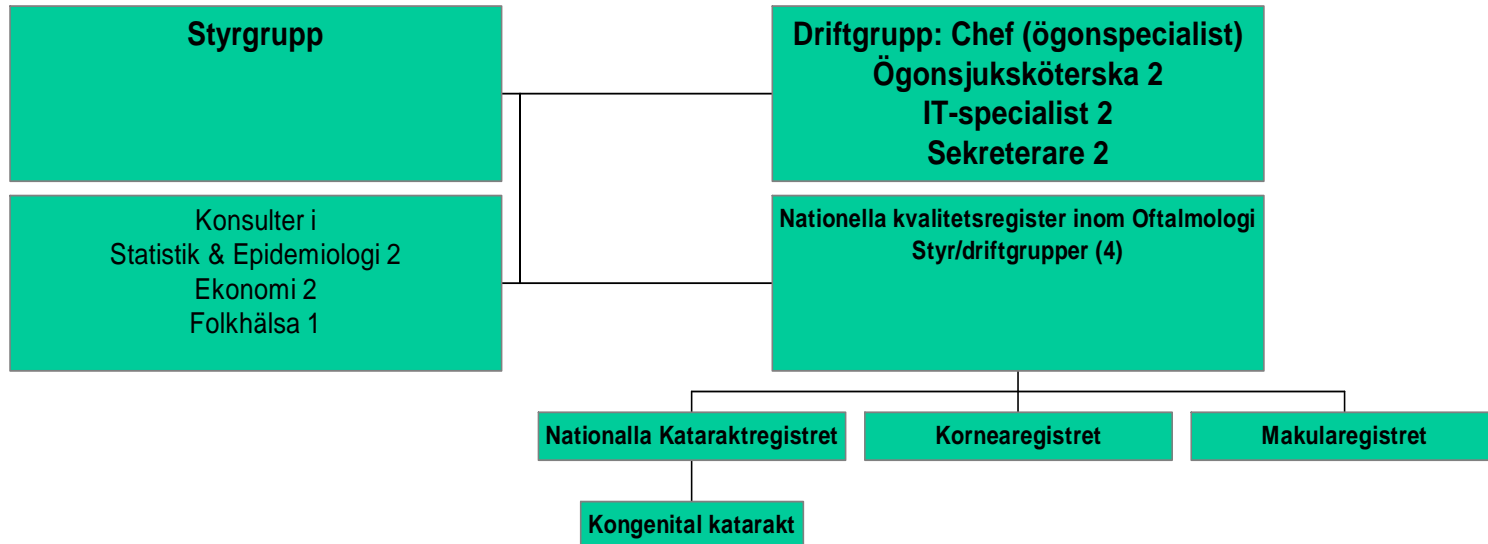 Styrgrupp
Driftgrupp: Chef (ögonspecialist)
Ögonsjuksköterska 2
IT-specialist 2
Sekreterare 2
Konsulter i
Statistik & Epidemiologi 2
Ekonomi 2
Folkhälsa 1
Nationella kvalitetsregister inom Oftalmologi
Styr/driftgrupper (4)
Nationalla Kataraktregistret
Kornearegistret
Makularegistret
Kongenital katarakt